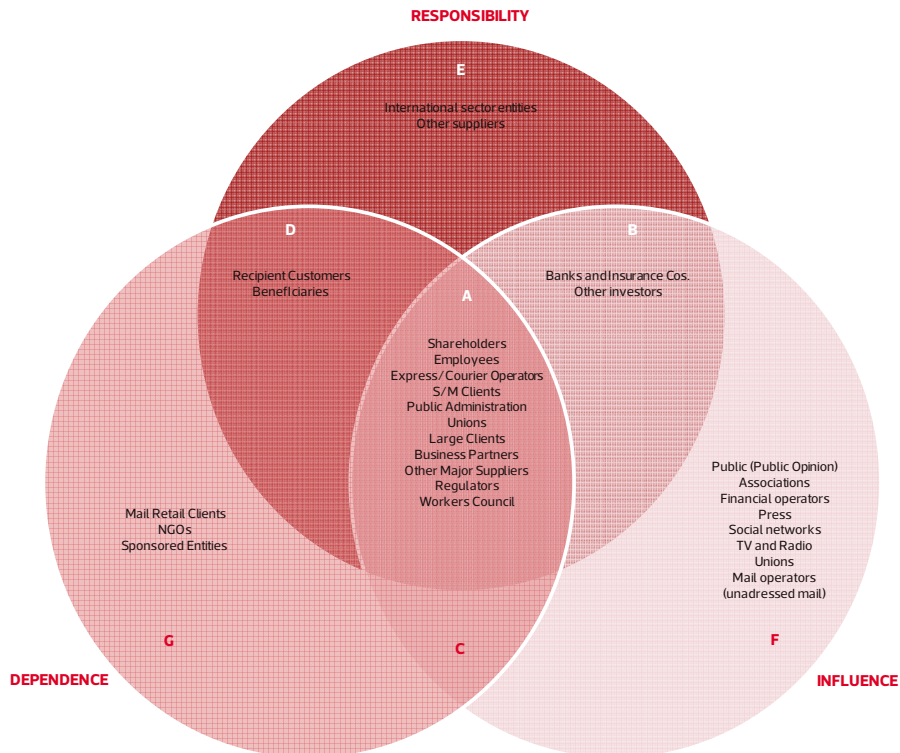 RESPONSIBILITY
E
International sector entities
Other suppliers
D
B
Recipient Customers
Beneficiaries
Banks and Insurance Cos.
Other investors
A
Shareholders
Employees
Express/Courier Operators
S/M Clients
Public Administration
Unions
Large Clients
Business Partners
Other Major Suppliers
Regulators
Workers Council
Public (Public Opinion)
Associations
Financial operators
Press
Social networks
TV and Radio
Unions
Mail operators
(unadressed mail)
Mail Retail Clients
NGOs
Sponsored Entities
G
C
F
DEPENDENCE
INFLUENCE